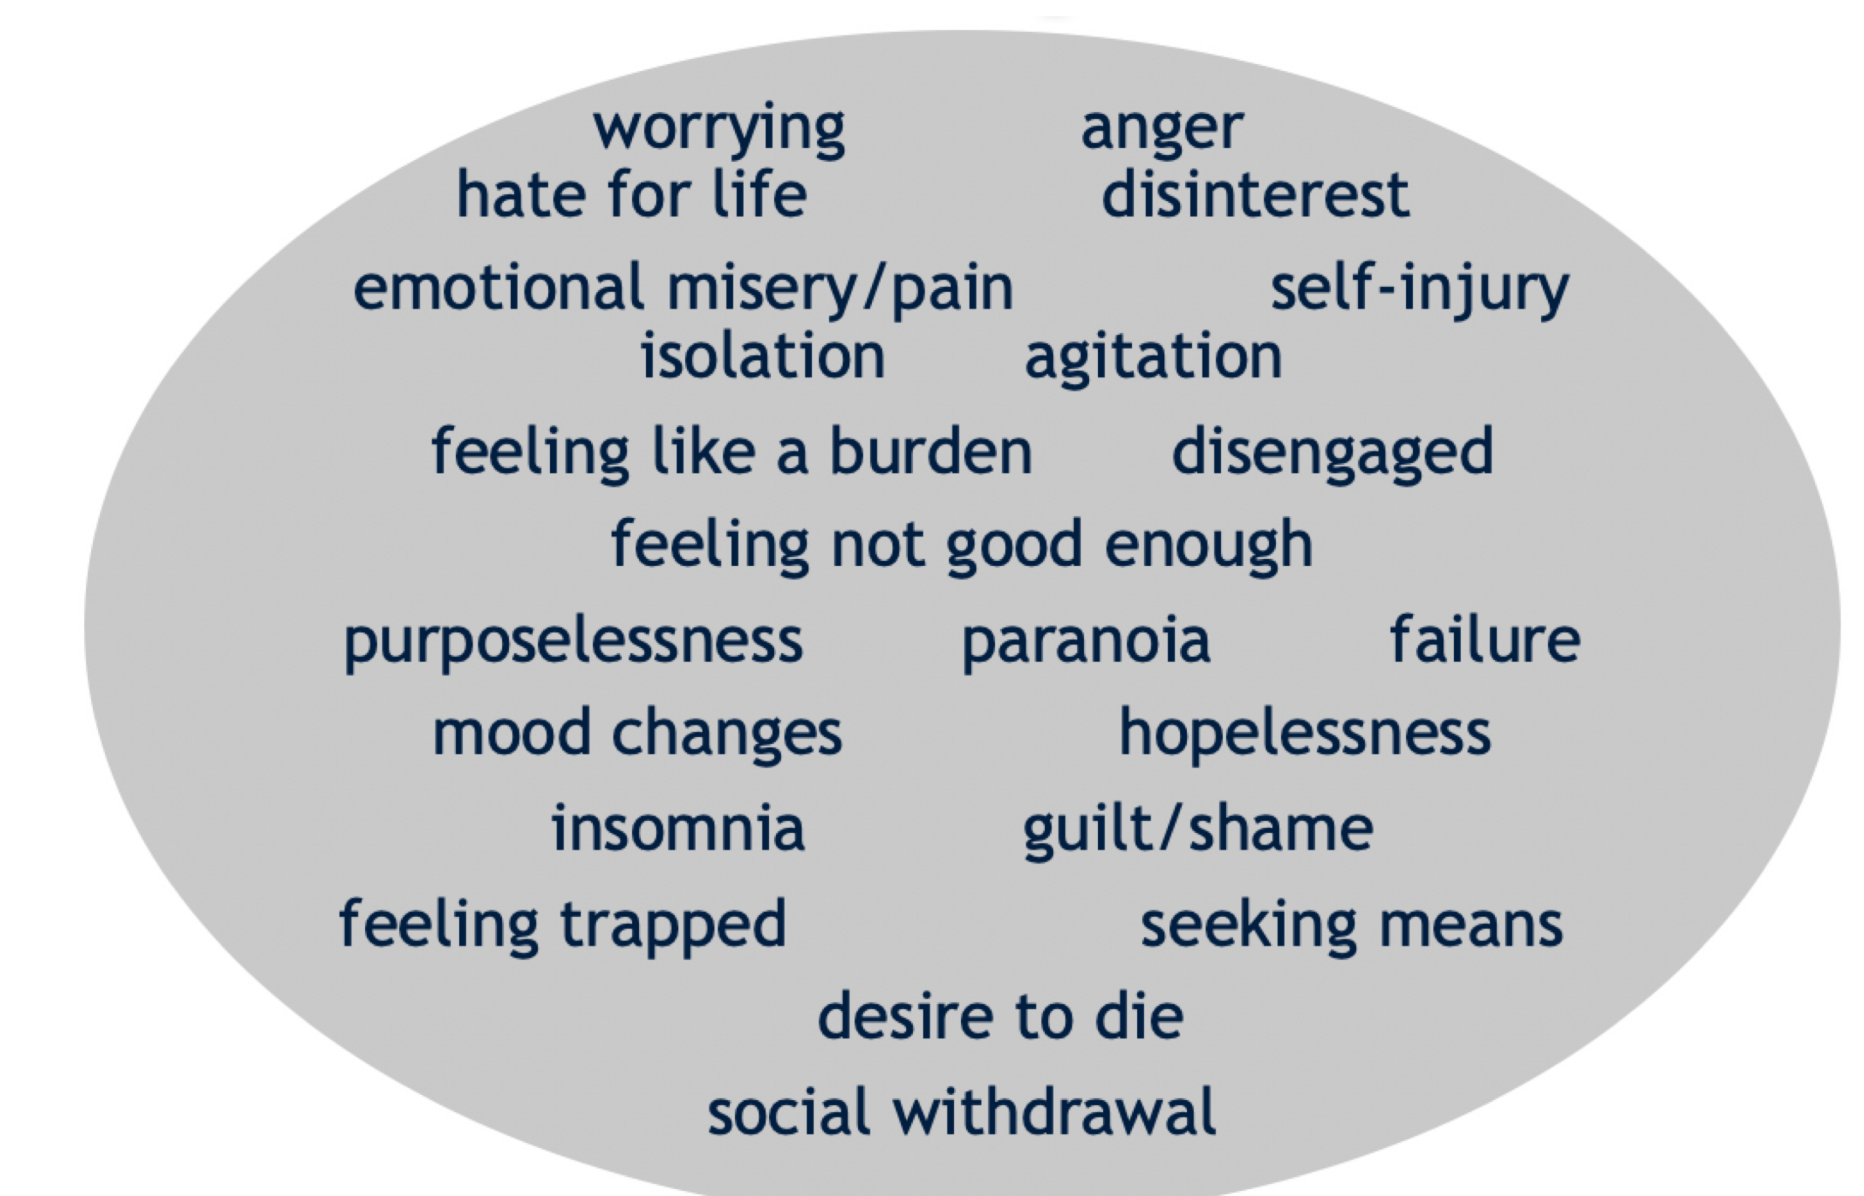 worrying anger
hate for life disinterest
emotional misery/pain self-injury
isolation agitation
feeling like a burden disengaged
feeling not good enough
purposelessness paranoia failure
mood changes hopelessness
insomnia guilt/shame
feeling trapped seeking means
desire to die
social withdrawal